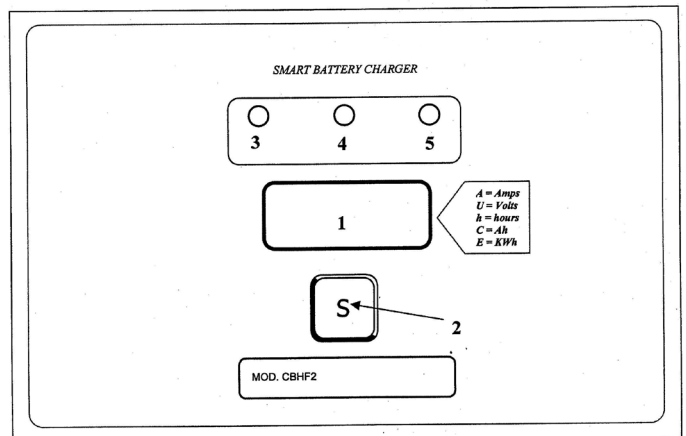 SMART BATTERY CHARGER
3 4 5
1
A = Amps
U = Volts
h = hours
C = Ah
E = KWh
S
2
MOD. CBHF2